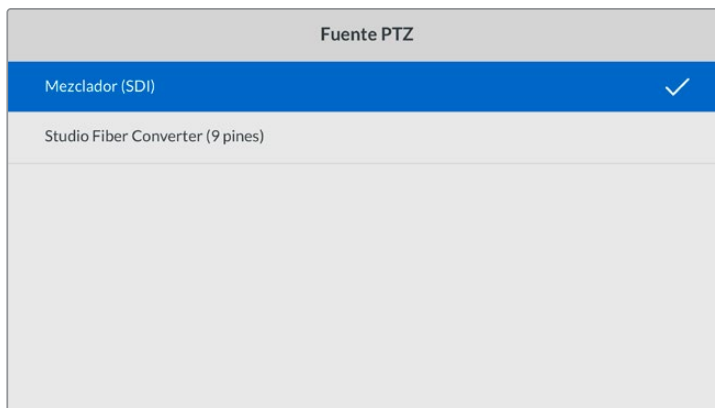 Fuente PTZ
Mezclador (SDI)
Studio Fiber Converter (9 pines)